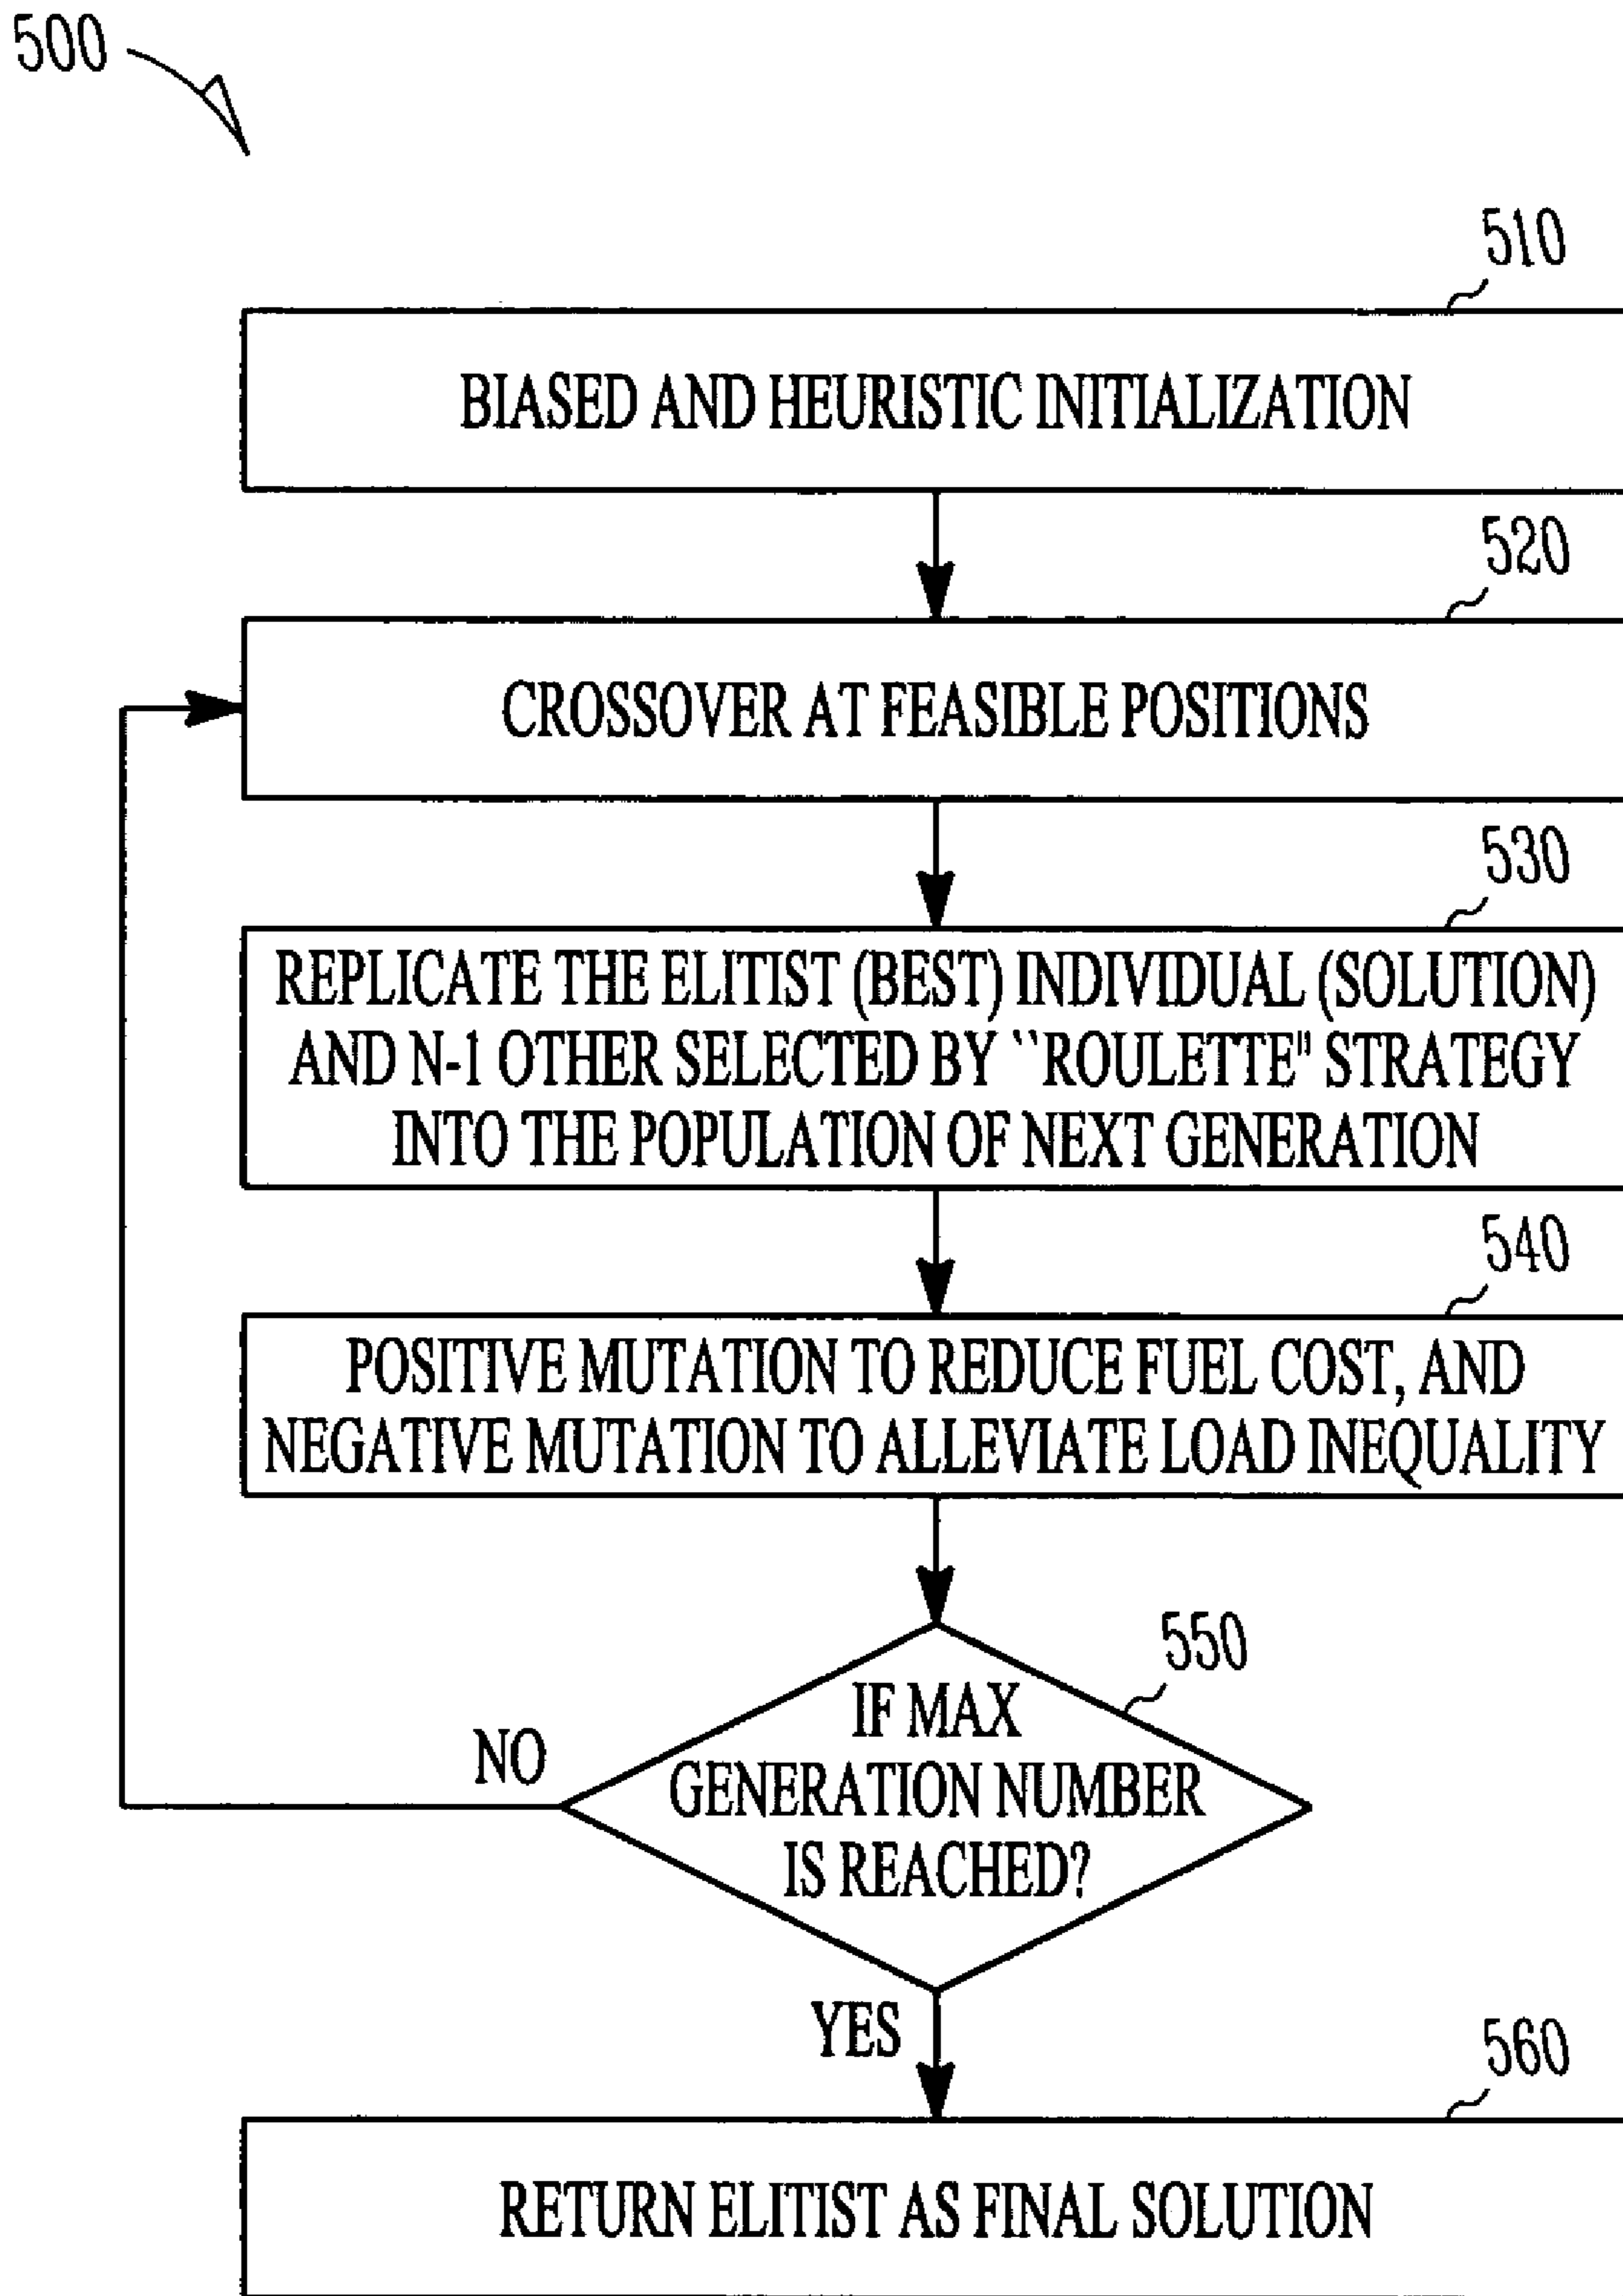 500
510
BIASED AND HEURISTIC INITIALIZATION
520
CROSSOVER AT FEASIBLE POSITIONS
530
REPLICATE THE ELITIST (BEST) INDIVIDUAL (SOLUTION)
AND N-1 OTHER SELECTED BY ``ROULETTE" STRATEGY
INTO THE POPULATION OF NEXT GENERATION
540
POSITIVE MUTATION TO REDUCE FUEL COST, AND
NEGATIVE MUTATION TO ALLEVIATE LOAD INEQUALITY
550
IF MAX
GENERATION NUMBER
IS REACHED?
NO
YES
560
RETURN ELITIST AS FINAL SOLUTION